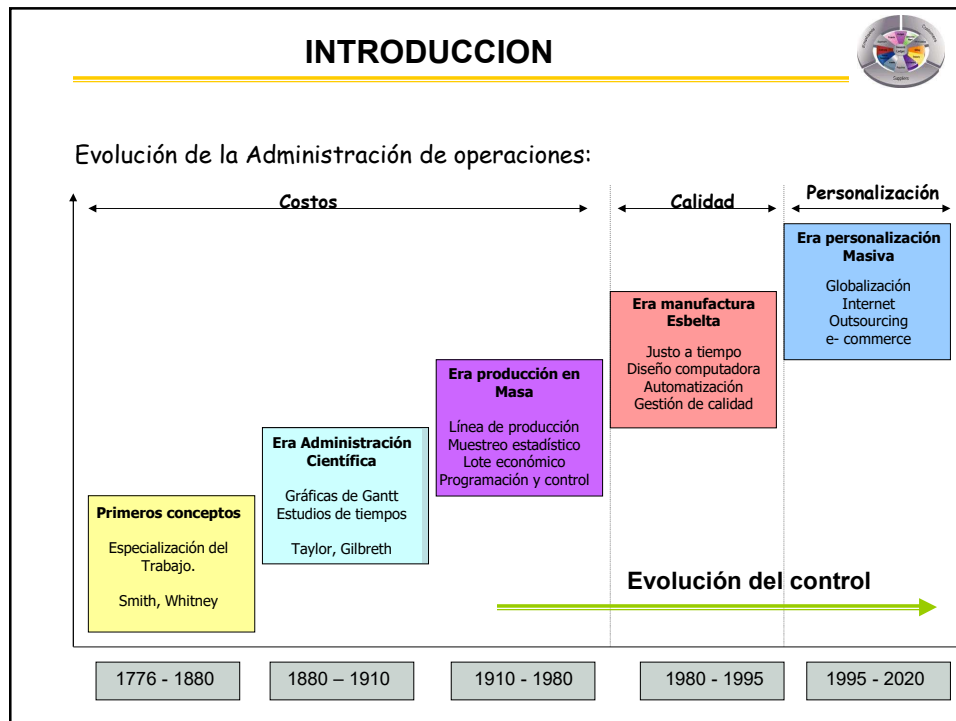 INTRODUCCION
Suppliers
Evolución de la Administración de operaciones:
Costos
Calidad
Personalización
Primeros conceptos
Especialización del
Trabajo.
Smith, Whitney
Era Administración
Científica
Gráficas de Gantt
Estudios de tiempos
Taylor, Gilbreth
Era producción en
Masa
Línea de producción
Muestreo estadístico
Lote económico
Programación y control
Era manufactura
Esbelta
Justo a tiempo
Diseño computadora
Automatización
Gestión de calidad
Era personalización
Masiva
Globalización
Internet
Outsourcing
e- commerce
Evolución del control
1776 - 1880
1880 – 1910
1910 - 1980
1980 - 1995
1995 - 2020